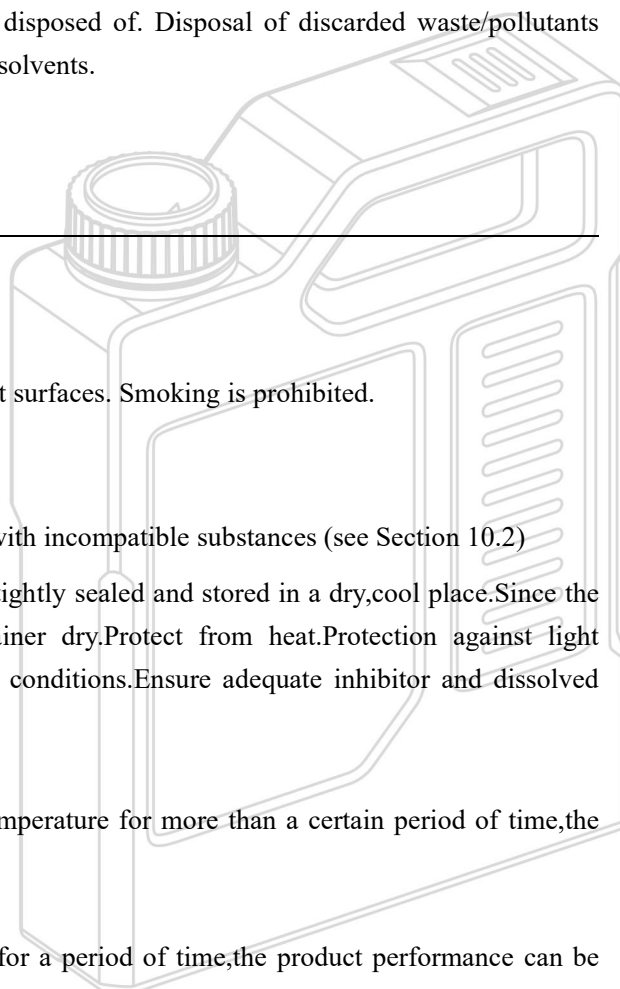 disposed of. Disposal of discarded waste/pollutants
solvents.
t surfaces. Smoking is prohibited.
with incompatible substances (see Section 10.2)
tightly sealed and stored in a dry,cool place.Since the
ainer dry.Protect from heat.Protection against light
conditions.Ensure adequate inhibitor and dissolved
mperature for more than a certain period of time,the
for a period of time,the product performance can be